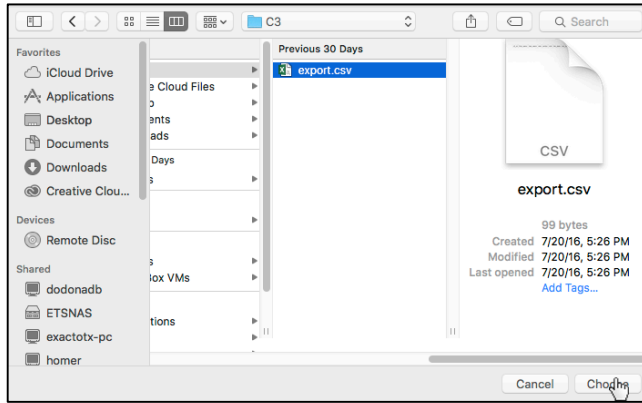 C3
Search
Favorites
iCloud Drive
Applications
Desktop
Documents
Downloads
Creative Clou...
Devices
Remote Disc
Shared
dodonadb
ETSNAS
exactotx-pc
homer
e Cloud Files
ents
ads
Days
ox VMs
tions
Previous 30 Days
export.csv
CSV
export.csv
99 bytes
Created 7/20/16, 5:26 PM
Modified 7/20/16, 5:26 PM
Last opened 7/20/16, 5:26 PM
Add Tags...
Cancel